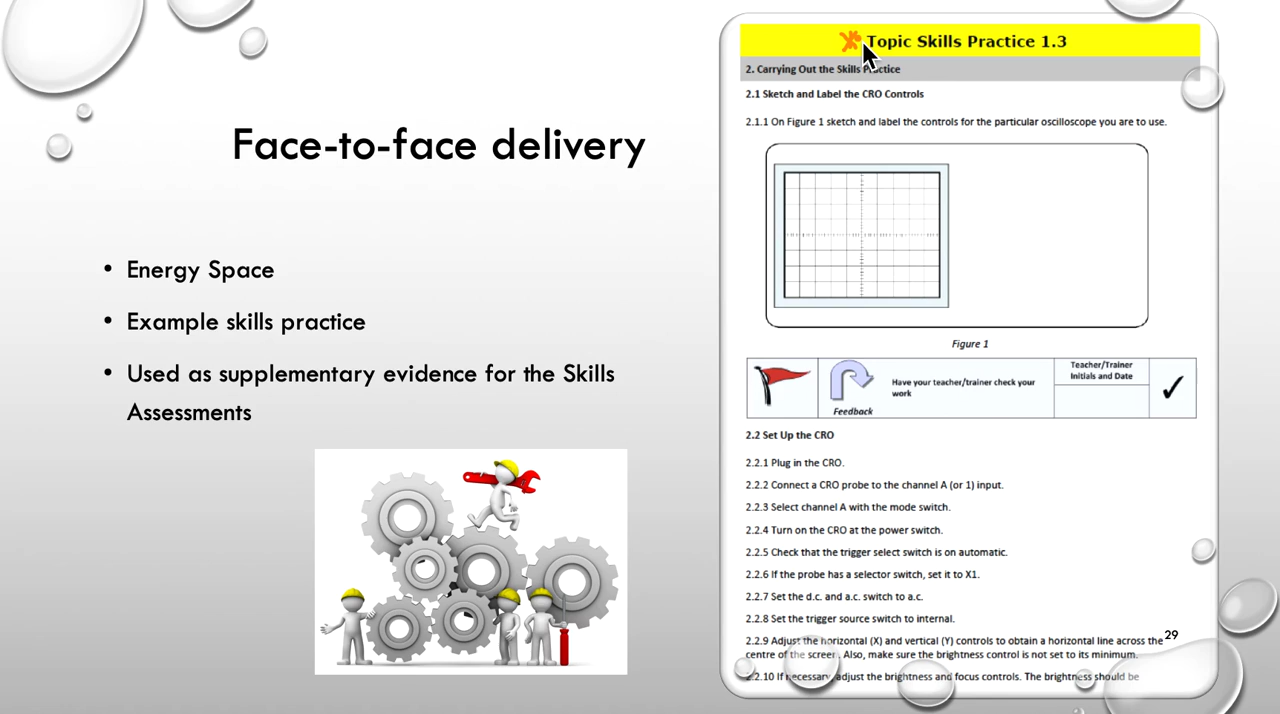 Face-to-face delivery
• Energy Space
• Example skills practice
• Used as supplementary evidence for the Skills
Assessments
Topic Skills Practice 1.3
2. Carrying Out the Skills Practice
2.1 Sketch and Label the CRO Controls
2.1.1 On Figure 1 sketch and label the controls for the particular oscilloscope you are to use.
Figure 1
Feedback
Have your teacher/trainer check your
work
Teacher/Trainer
Initials and Date
2.2 Set Up the CRO
2.2.1 Plug in the CRO.
2.2.2 Connect a CRO probe to the channel A (or 1) input.
2.2.3 Select channel A with the mode switch.
2.2.4 Turn on the CRO at the power switch.
2.2.5 Check that the trigger select switch is on automatic.
2.2.6 If the probe has a selector switch, set it to X1.
2.2.7 Set the d.c. and a.c. switch to a.c.
2.2.8 Set the trigger source switch to internal.
2.2.9 Adjust the horizontal (X) and vertical (Y) controls to obtain a horizontal line across the
centre of the screen. Also, make sure the brightness control is not set to its minimum.
2.2.10 If necessary, adjust the brightness and focus controls. The brightness should be
29